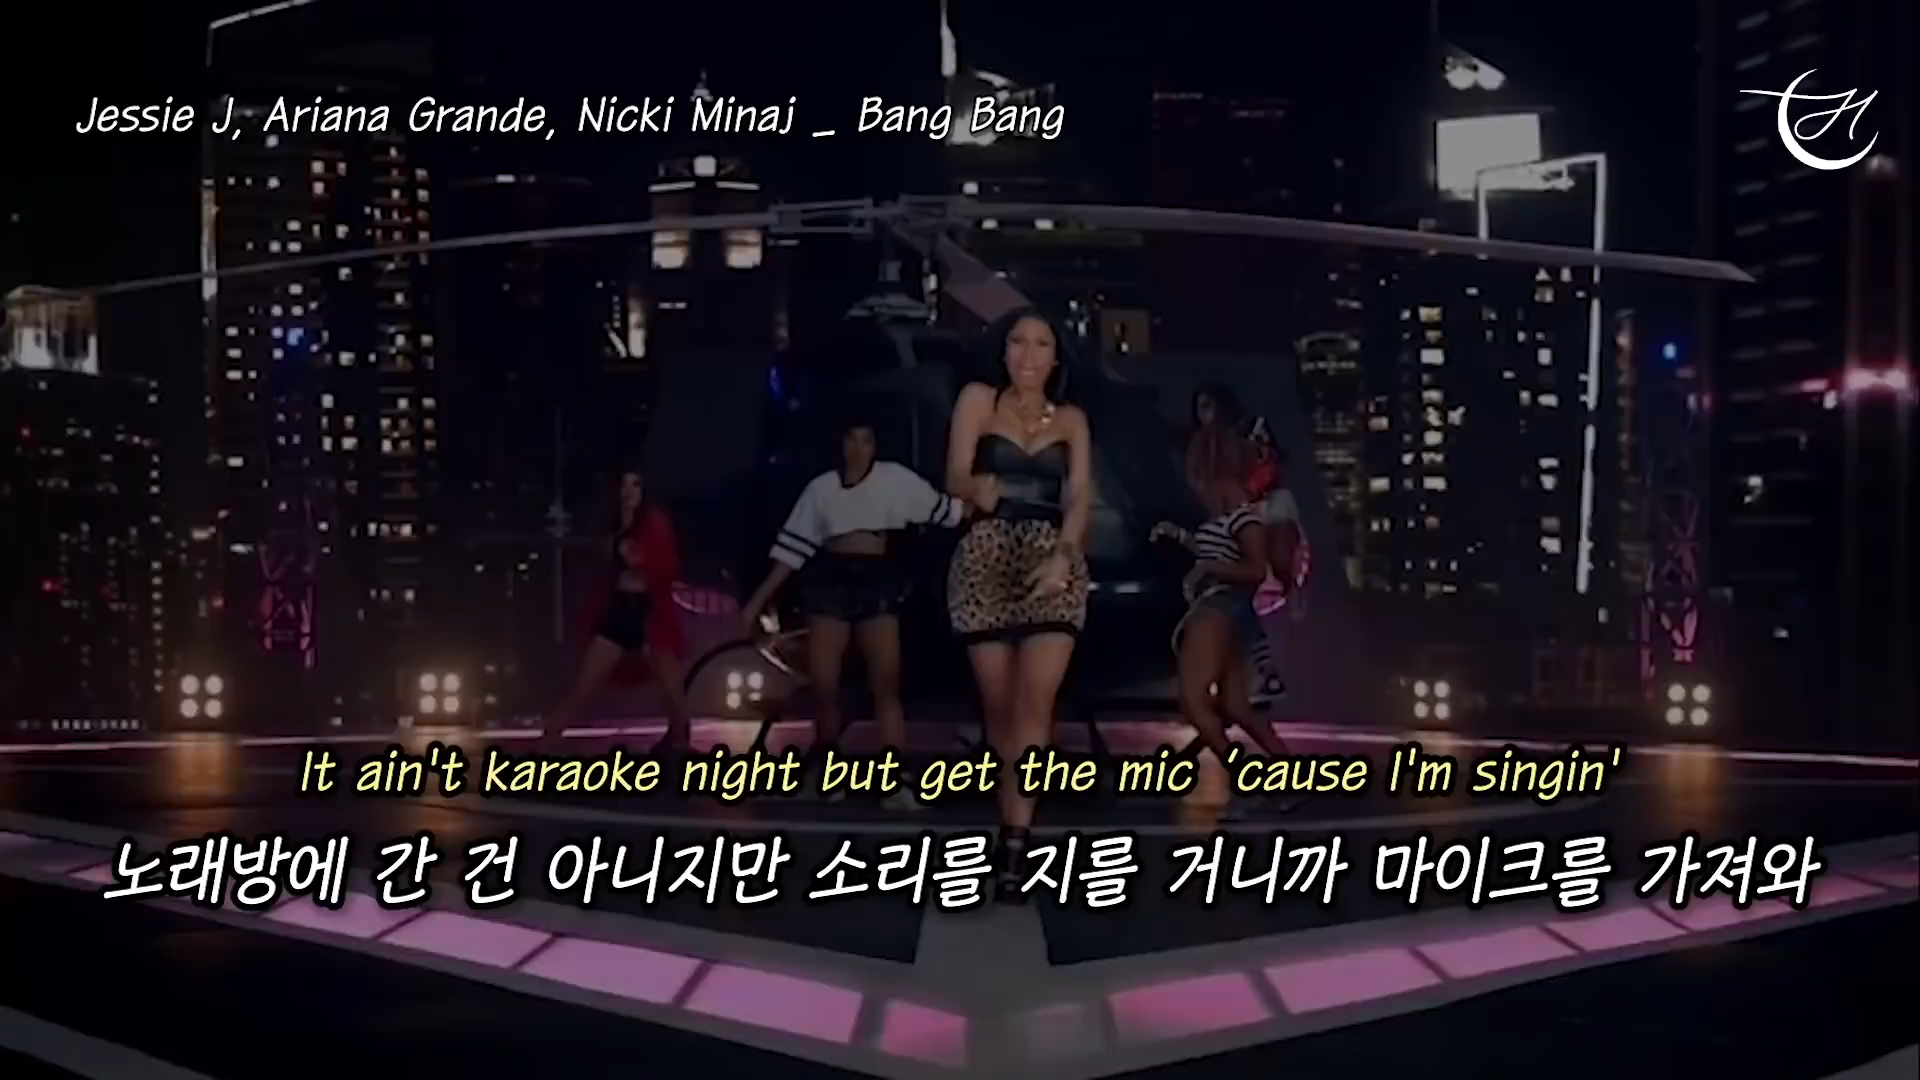 Jessie J, Ariana Grande, Nicki Minaj _ Bang Bang
It ain't karaoke night but get the mic ’cause I'm singin'
노래방에 간 건 아니지만 소리를 지를 거니까 마이크를 가져와